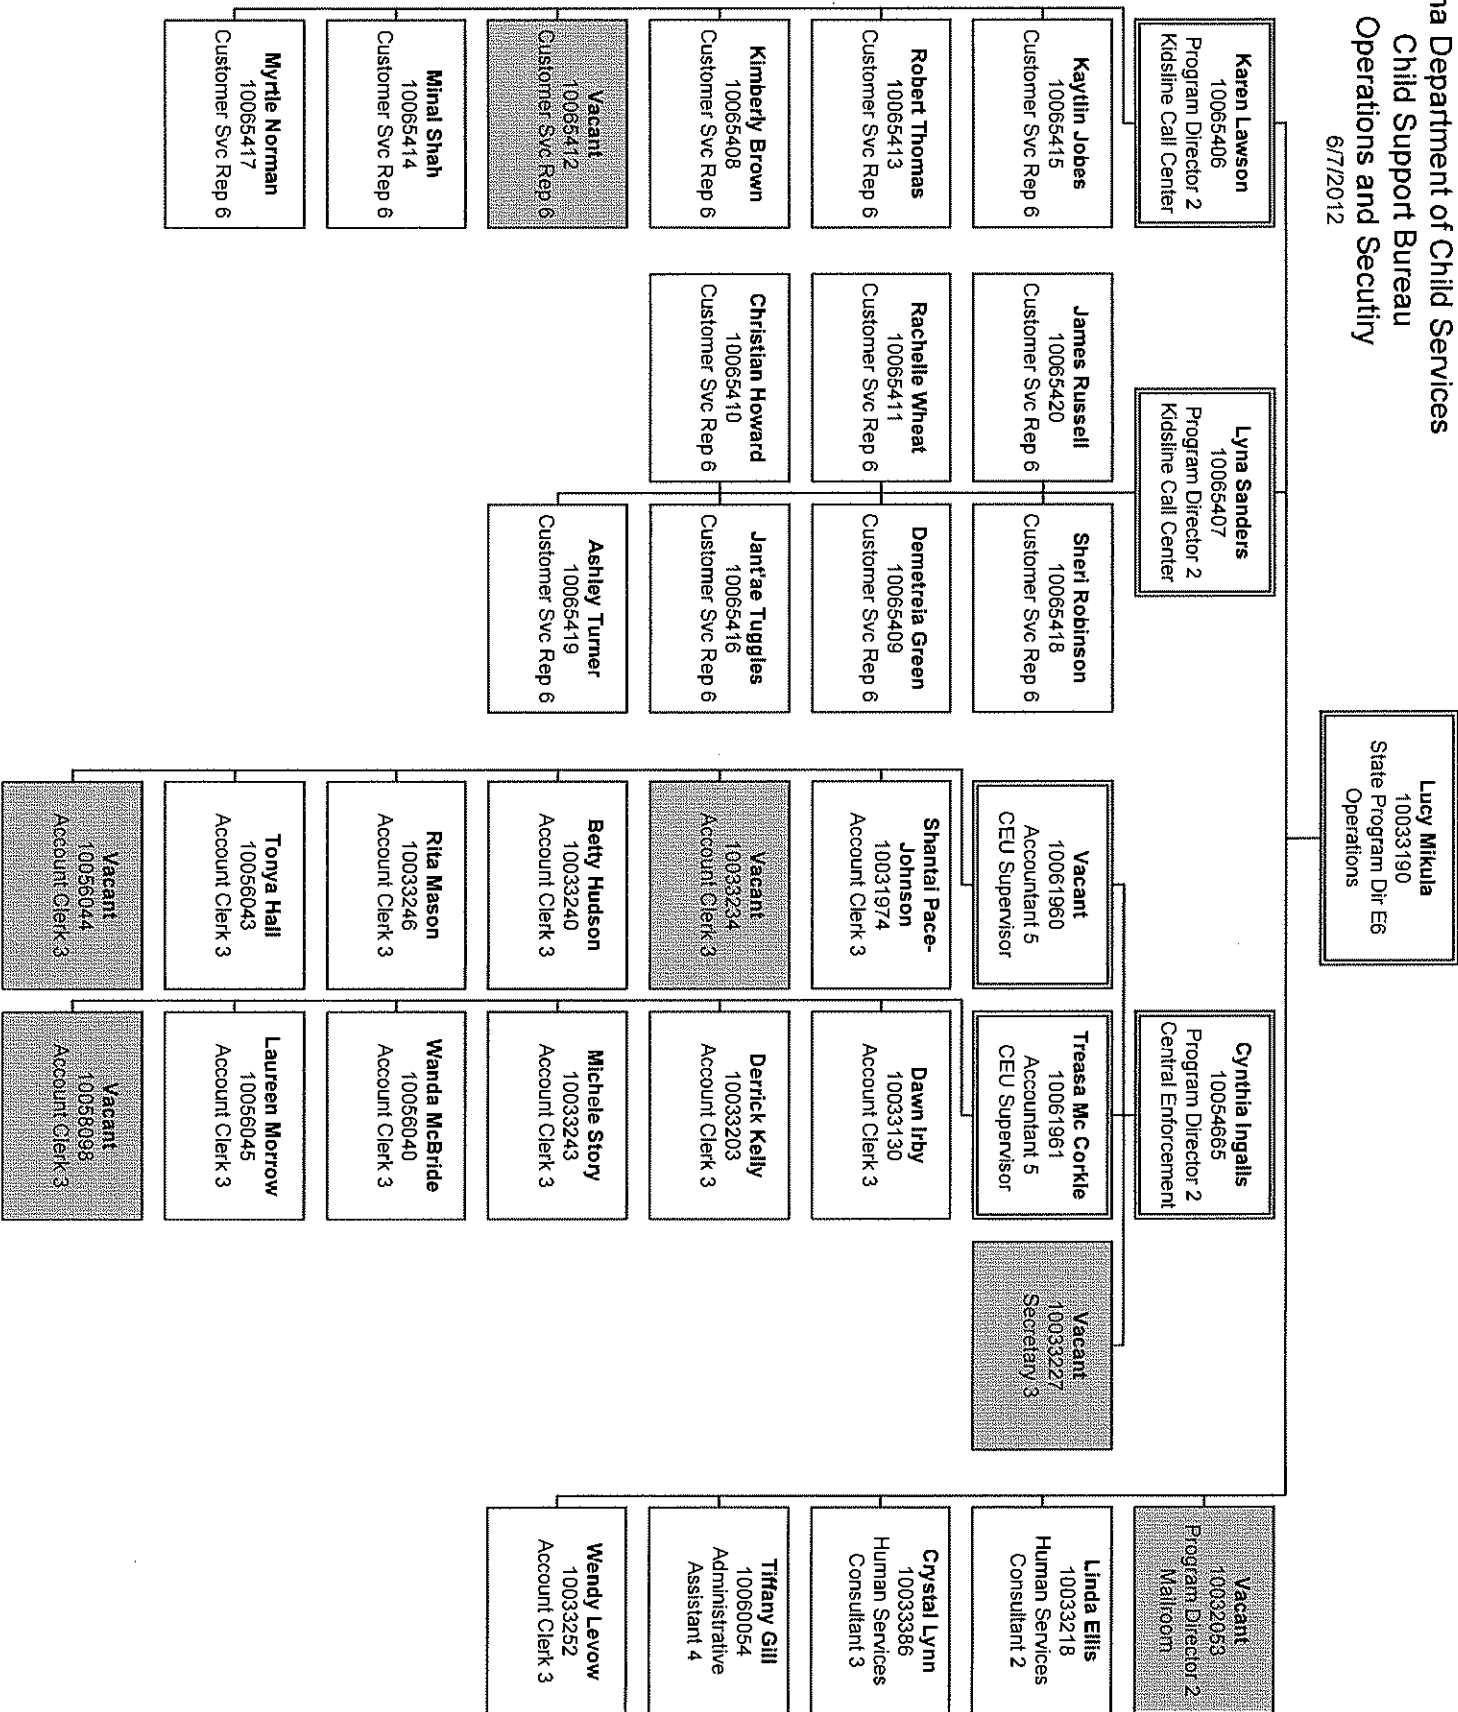 na Department of Child Services
Child Support Bureau
Operations and Secutiry
6/7/2012
Lucy Mikula
10033190
State Program Dir E6
Operations
Karen Lawson
10065406
Program Director 2
Kidsline Call Center
Kaytlin Jobes
10065415
Customer Svc Rep 6
Robert Thomas
10065413
Customer Svc Rep 6
Kimberly Brown
10065408
Customer Svc Rep 6
Vacant
10065412
Customer Svc Rep 6
Minal Shah
10065414
Customer Svc Rep 6
Myrtle Norman
10065417
Customer Svc Rep 6
Lyna Sanders
10065407
Program Director 2
Kidsline Call Center
James Russell
10065420
Customer Svc Rep 6
Rachelle Wheat
10065411
Customer Svc Rep 6
Christian Howard
10065410
Customer Svc Rep 6
Sheri Robinson
10065418
Customer Svc Rep 6
Demetreia Green
10065409
Customer Svc Rep 6
Jant'ae Tuggles
10065416
Customer Svc Rep 6
Ashley Turner
10065419
Customer Svc Rep 6
Cynthia Ingalls
10054665
Program Director 2
Central Enforcement
Vacant
10061960
Accountant 5
CEU Supervisor
Shantai Pace-
Johnson
10031974
Account Clerk 3
Vacant
10033234
Account Clerk 3
Betty Hudson
10033240
Account Clerk 3
Rita Mason
10033246
Account Clerk 3
Tonya Hall
10056043
Account Clerk 3
Vacant
10056044
Account Clerk 3
Treasa Mc Corkle
10061961
Accountant 5
CEU Supervisor
Dawn Irby
10033130
Account Clerk 3
Derrick Kelly
10033203
Account Clerk 3
Michele Story
10033243
Account Clerk 3
Wanda McBride
10056040
Account Clerk 3
Laureen Morrow
10056045
Account Clerk 3
Vacant
10058098
Account Clerk 3
Vacant
10033227
Secretary 3
Vacant
10032053
Program Director 2
Mailroom
Linda Ellis
10033218
Human Services
Consultant 2
Crystal Lynn
10033386
Human Services
Consultant 3
Tiffany Gill
10060054
Administrative
Assistant 4
Wendy Levow
10033252
Account Clerk 3